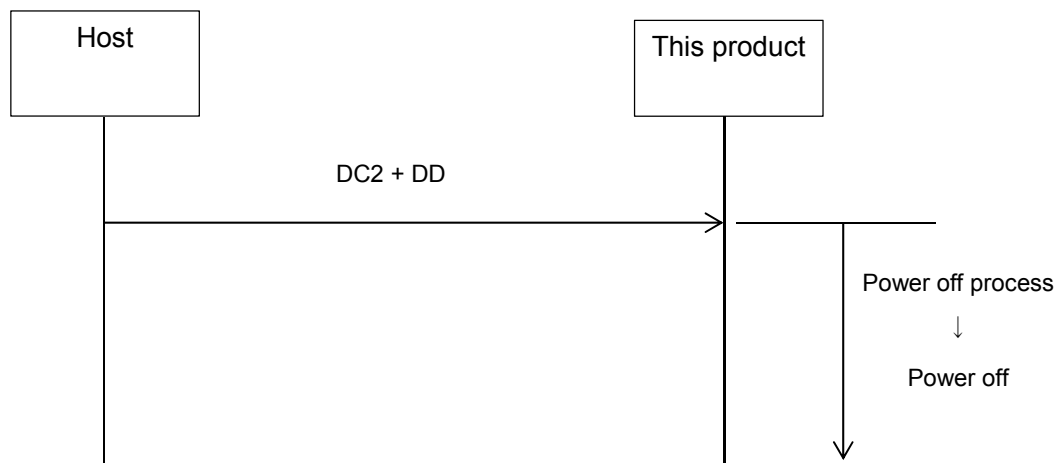 Host
This product
DC2 + DD
Power off process
↓
Power off